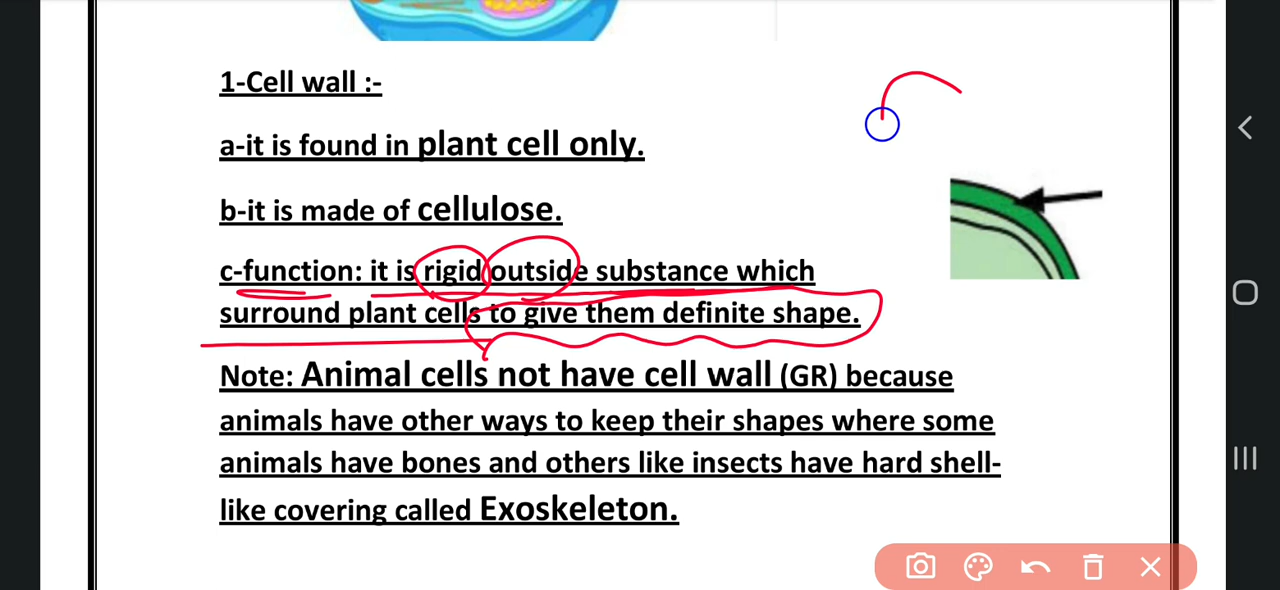 1-Cell wall :-
a-it is found in plant cell only.
b-it is made of cellulose.
c-function: it is rigid outside substance which
surround plant cells to give them definite shape.
Note: Animal cells not have cell wall (GR) because
animals have other ways to keep their shapes where some
animals have bones and others like insects have hard shell-
like covering called Exoskeleton.